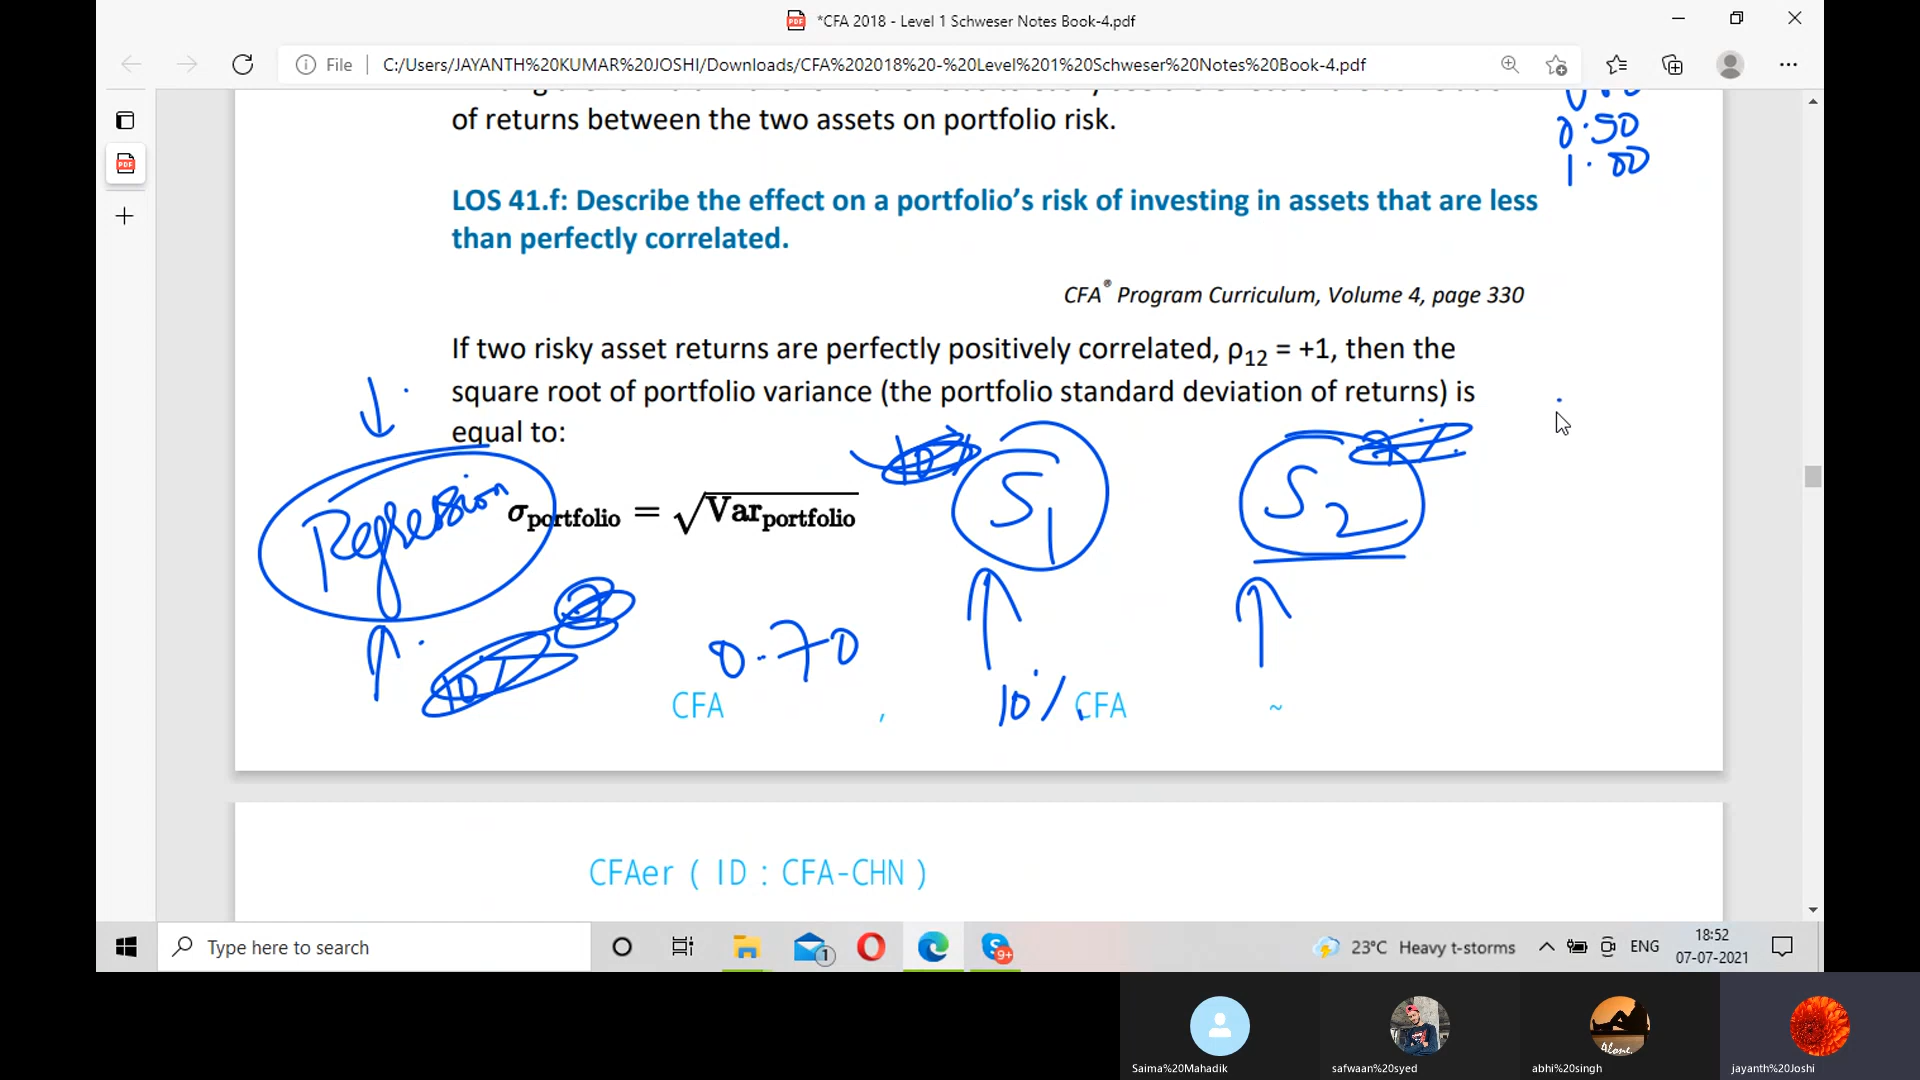 *CFA 2018 - Level 1 Schweser Notes Book-4.pdf
File
C:/Users/JAYANTH%20KUMAR%20JOSHI/Downloads/CFA%202018%20-%20Level%201%20Schweser%20Notes%20Book-4.pdf
of returns between the two assets on portfolio risk.
0.50
1.00
LOS 41.f: Describe the effect on a portfolio’s risk of investing in assets that are less
than perfectly correlated.
CFA® Program Curriculum, Volume 4, page 330
If two risky asset returns are perfectly positively correlated, ρ12 = +1, then the
square root of portfolio variance (the portfolio standard deviation of returns) is
equal to:
Regression
σportfolio = √Varportfolio
S1
S2
0.70
10%
CFA , CFA ~
CFAer ( ID : CFA-CHN )
Type here to search
1
9+
23°C Heavy t-storms
ENG
18:52
07-07-2021
Saima%20Mahadik
safwaan%20syed
Alone.
abhi%20singh
jayanth%20Joshi